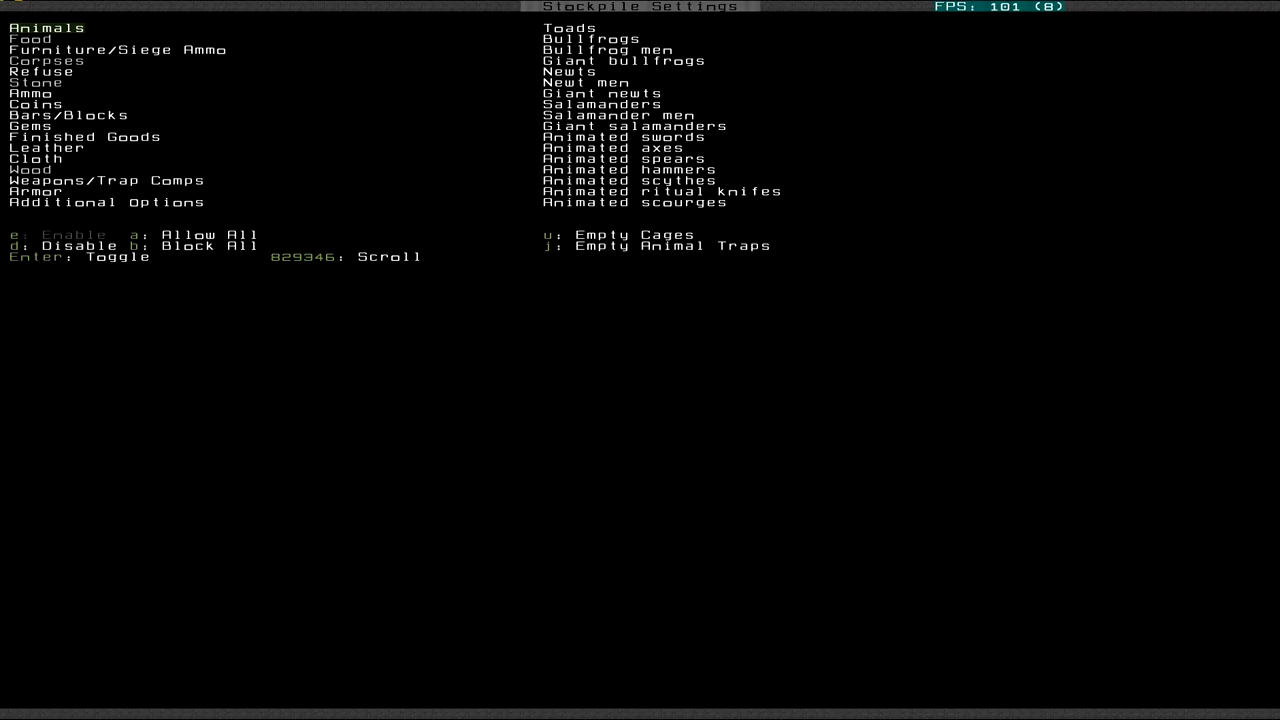 Stockpile Settings FPS: 101 (8)
Animals Toads
Food Bullfrogs
Furniture/Siege Ammo Bullfrog men
Corpses Giant bullfrogs
Refuse Newts
Stone Newt men
Ammo Giant newts
Coins Salamanders
Bars/Blocks Salamander men
Gems Giant salamanders
Finished Goods Animated swords
Leather Animated axes
Cloth Animated spears
Wood Animated hammers
Weapons/Trap Comps Animated scythes
Armor Animated ritual knifes
Additional Options Animated scourges
e: Enable a: Allow All u: Empty Cages
d: Disable b: Block All j: Empty Animal Traps
Enter: Toggle 829346: Scroll